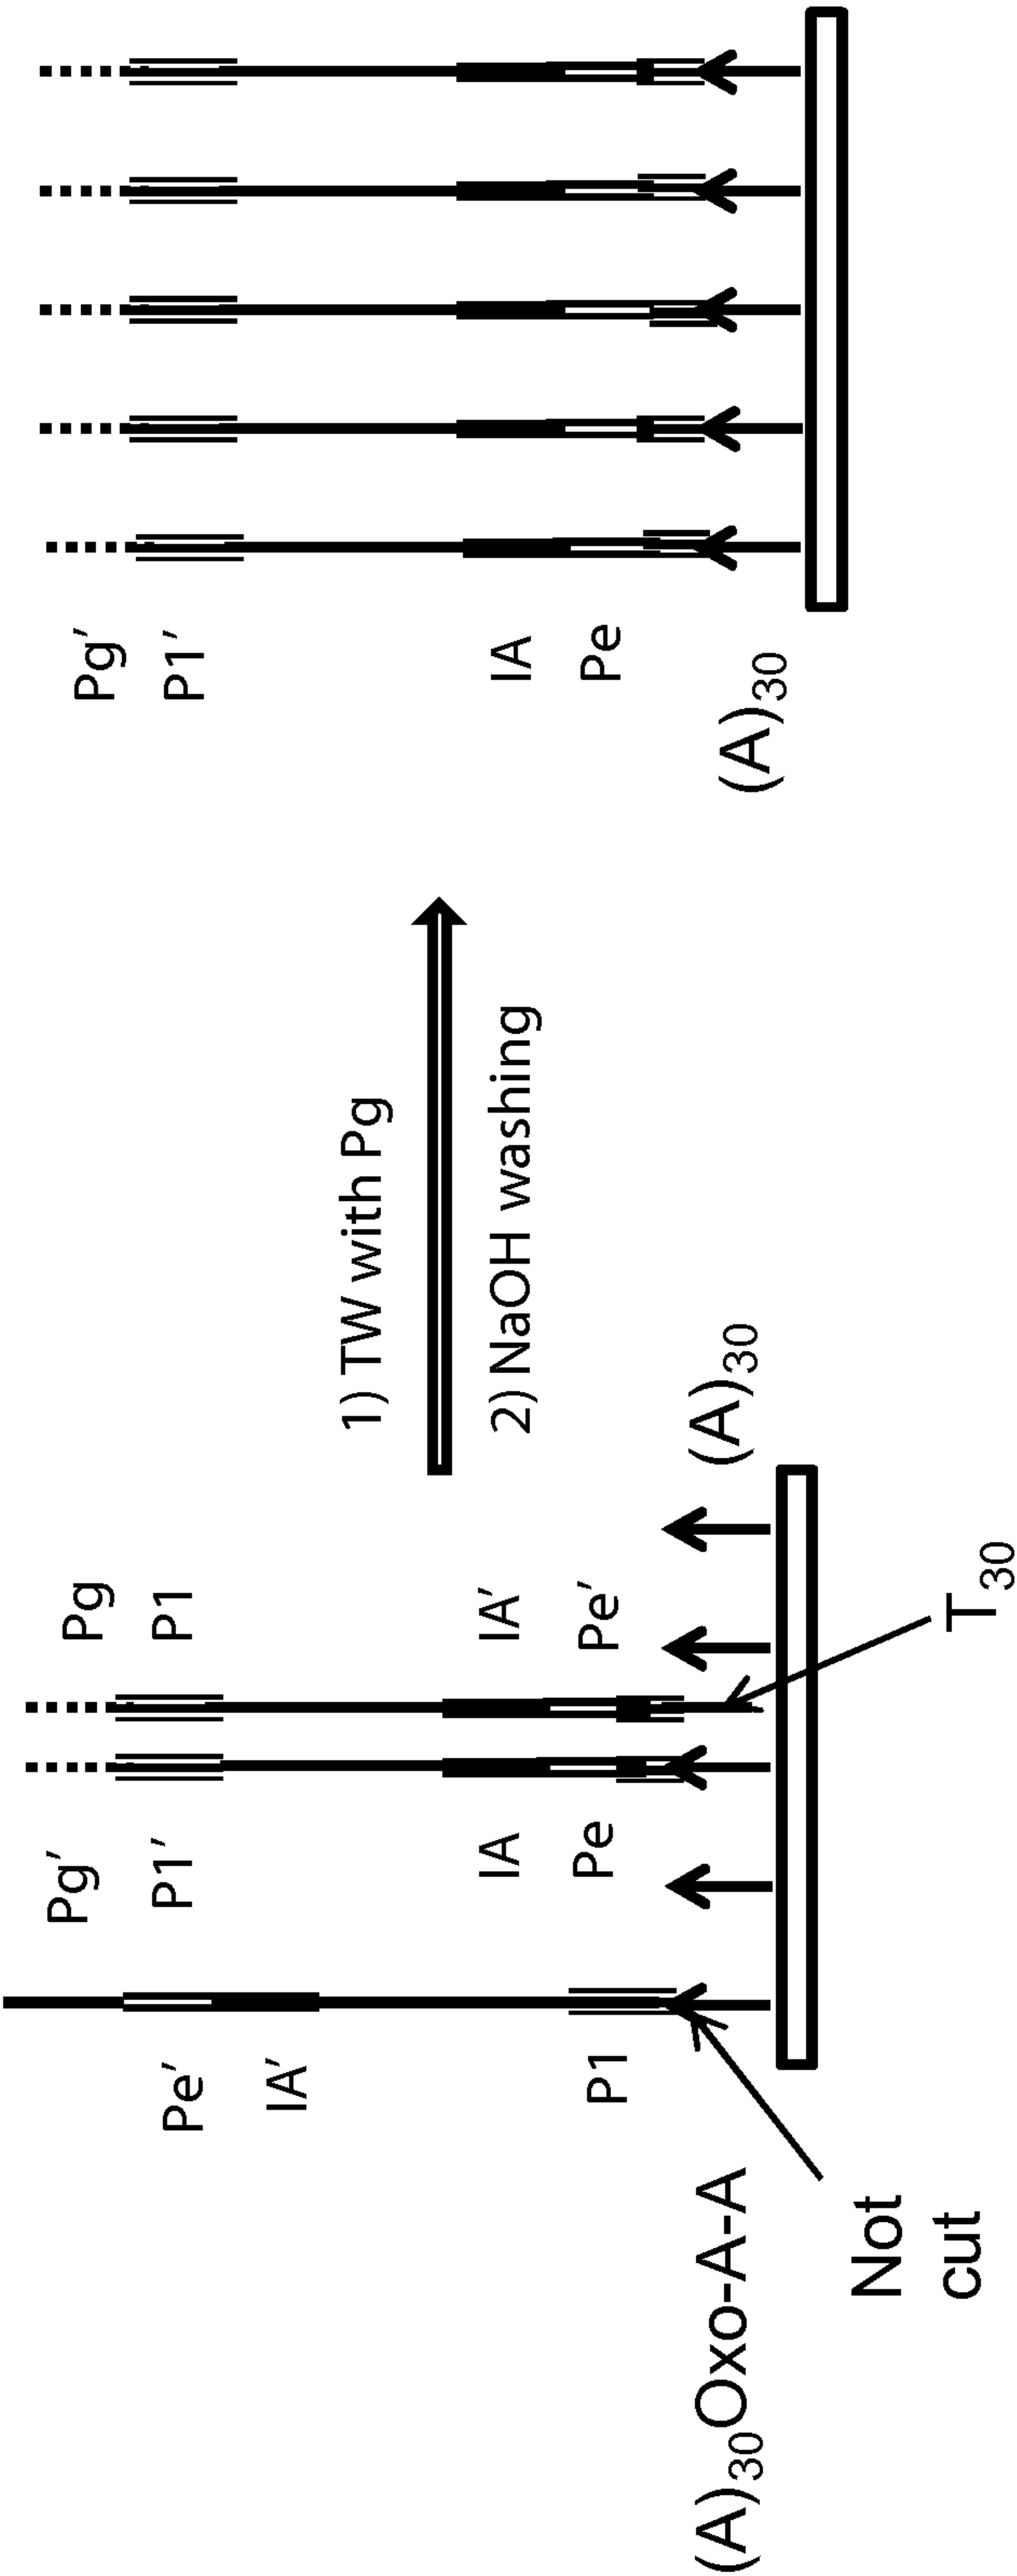 Pe′
IA′
P1
(A)30Oxo-A-A
Not
cut
Pg′
P1′
IA
Pe
Pg
P1
IA′
Pe′
(A)30
T30
1) TW with Pg
2) NaOH washing
Pg′
P1′
IA
Pe
(A)30